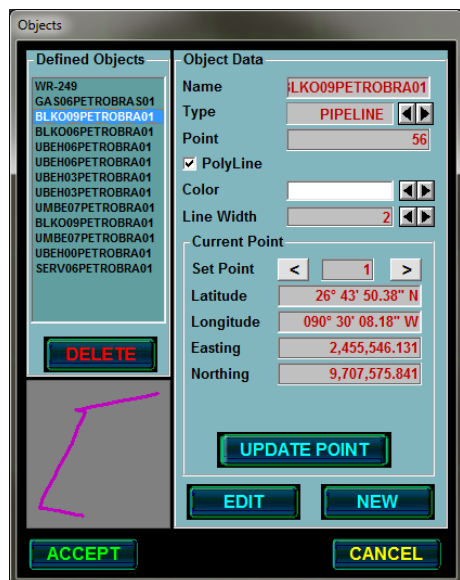 Objects
Defined Objects
WR-249
GAS06PETROBRAS01
BLKO09PETROBRA01
BLKO06PETROBRA01
UBEH06PETROBRA01
UBEH06PETROBRA01
UBEH03PETROBRA01
UBEH03PETROBRA01
UMBE07PETROBRA01
BLKO09PETROBRA01
UMBE07PETROBRA01
UBEH00PETROBRA01
SERV06PETROBRA01
DELETE
Object Data
Name BLKO09PETROBRA01
Type PIPELINE
Point 56
PolyLine
Color
Line Width 2
Current Point
Set Point < 1 >
Latitude 26° 43' 50.38" N
Longitude 090° 30' 08.18" W
Easting 2,455,546.131
Northing 9,707,575.841
UPDATE POINT
EDIT NEW
ACCEPT CANCEL